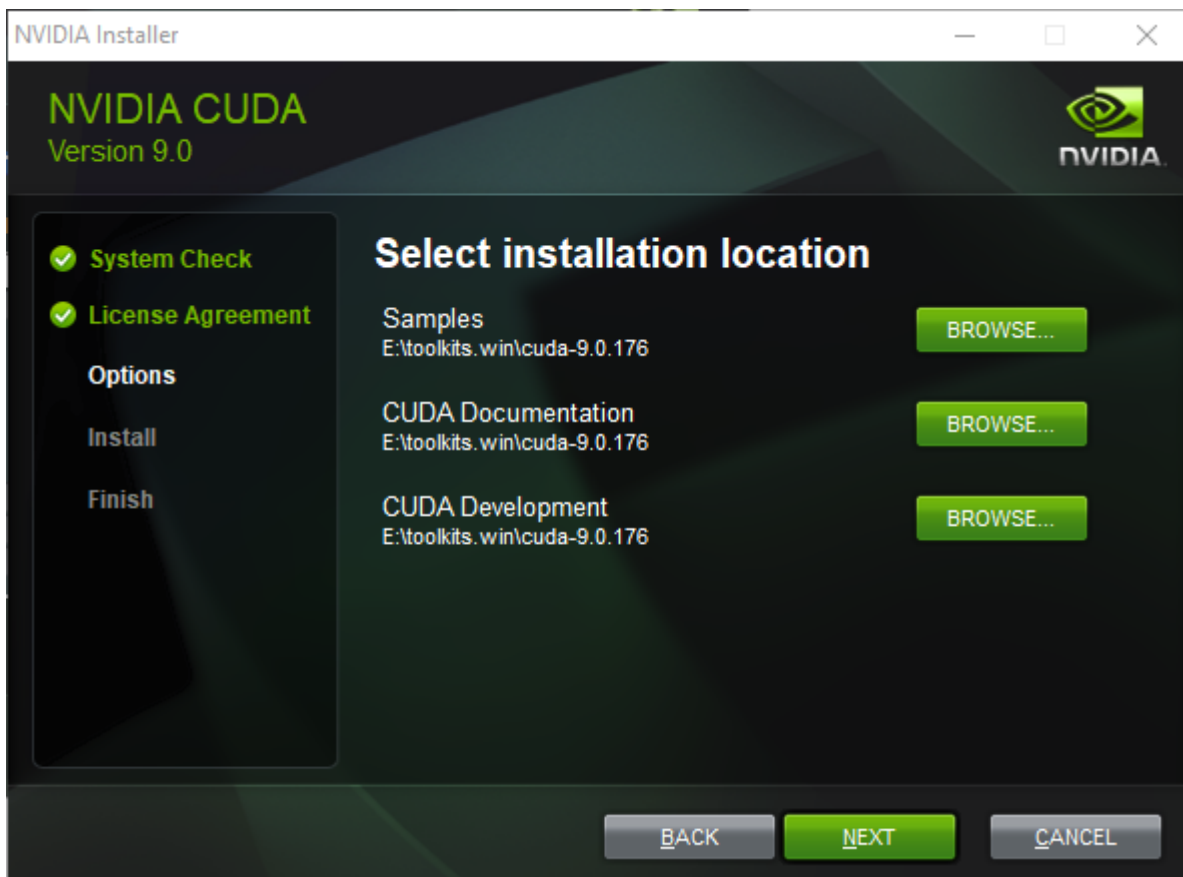 NVIDIA Installer
NVIDIA CUDA
Version 9.0
NVIDIA.
System Check
License Agreement
Options
Install
Finish
Select installation location
Samples
E:\toolkits.win\cuda-9.0.176
BROWSE...
CUDA Documentation
E:\toolkits.win\cuda-9.0.176
BROWSE...
CUDA Development
E:\toolkits.win\cuda-9.0.176
BROWSE...
BACK
NEXT
CANCEL